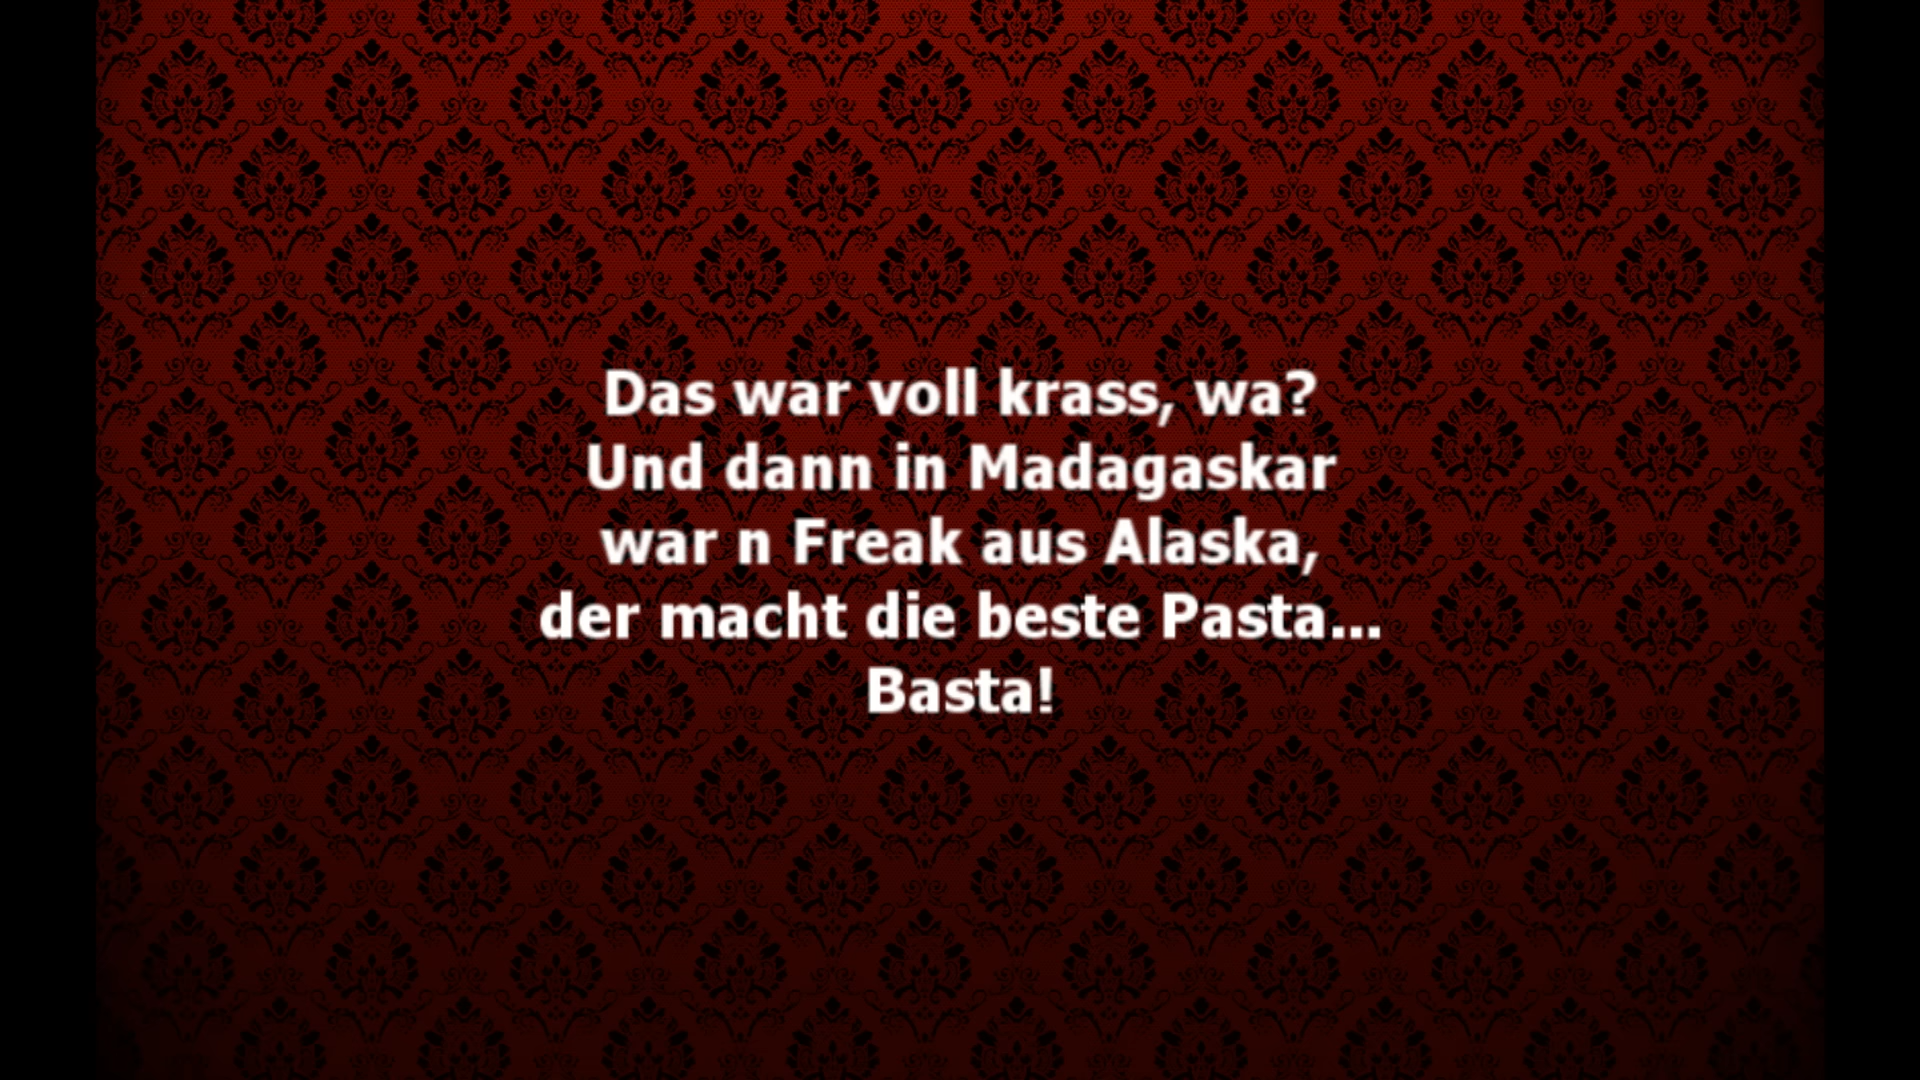 Das war voll krass, wa?
Und dann in Madagaskar
war n Freak aus Alaska,
der macht die beste Pasta...
Basta!